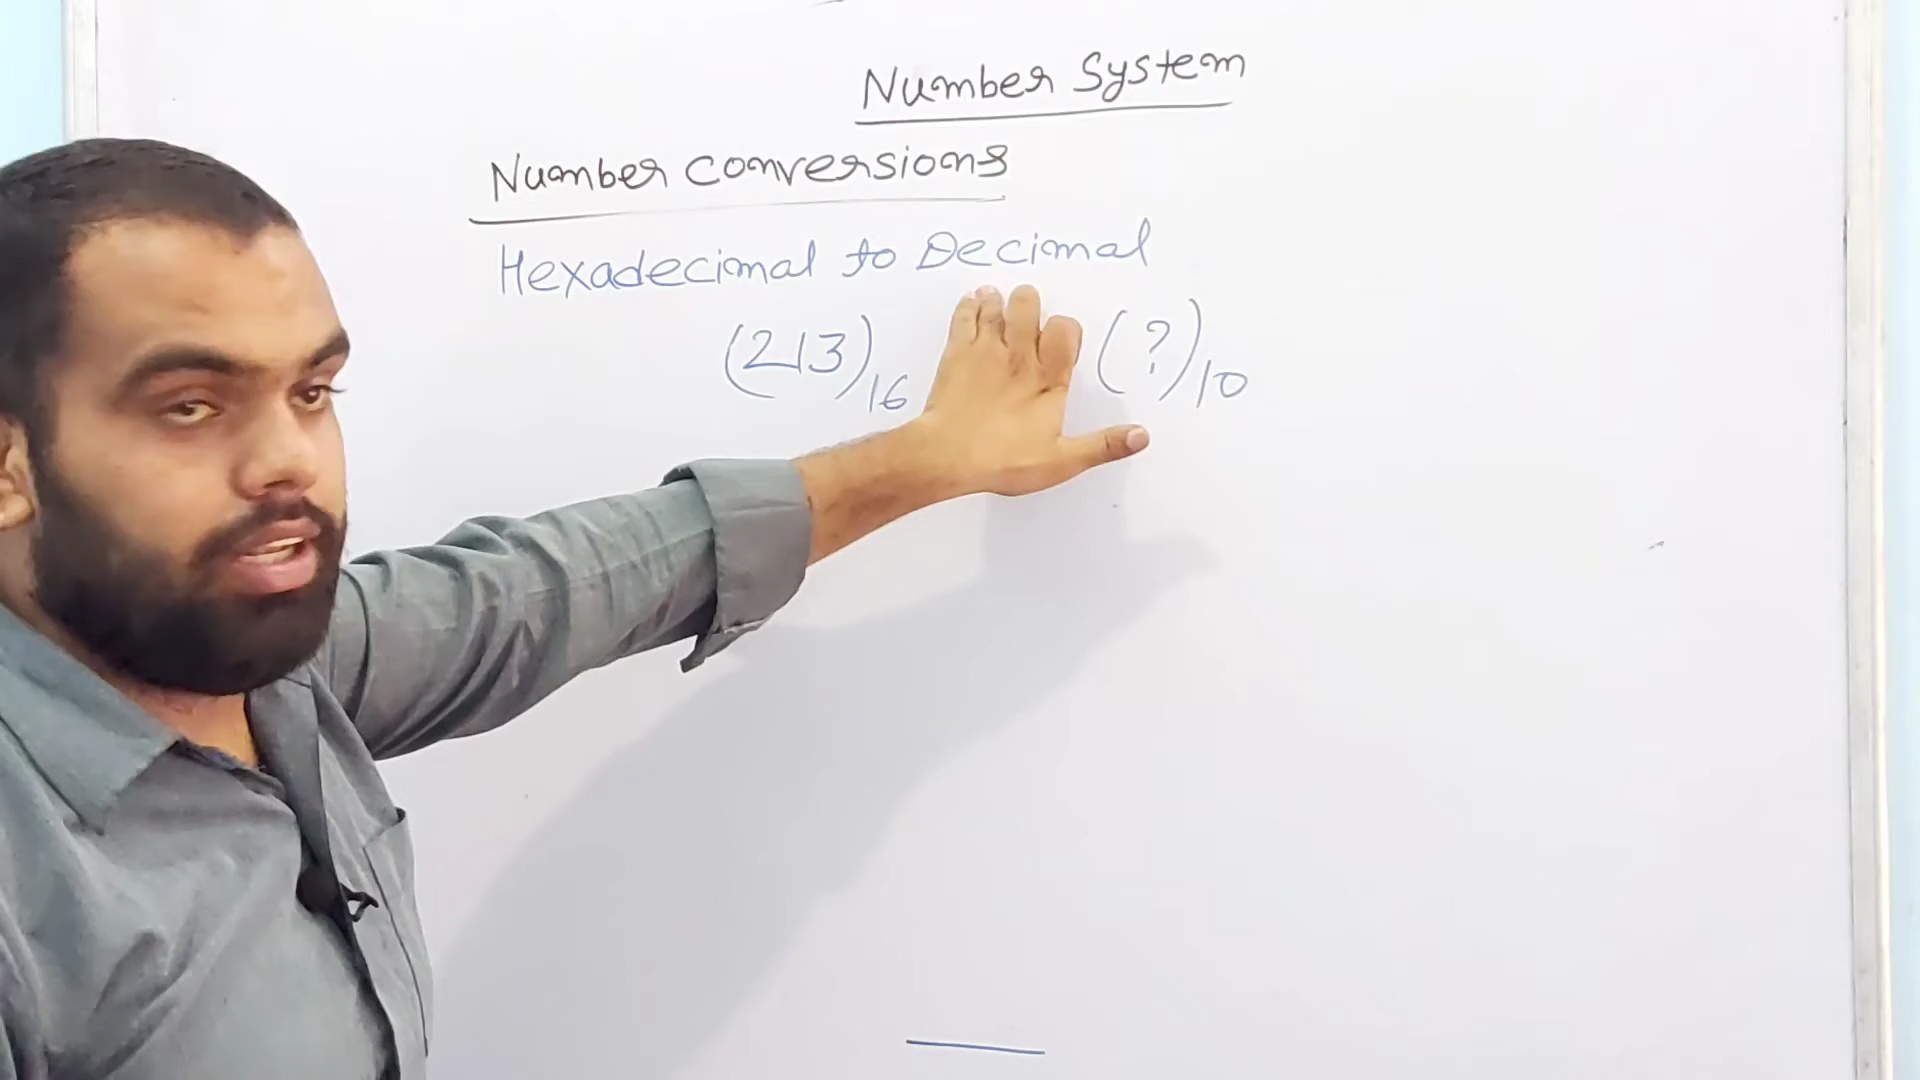 Number System
Number Conversions
Hexadecimal to Decimal
(213)16 (?)10